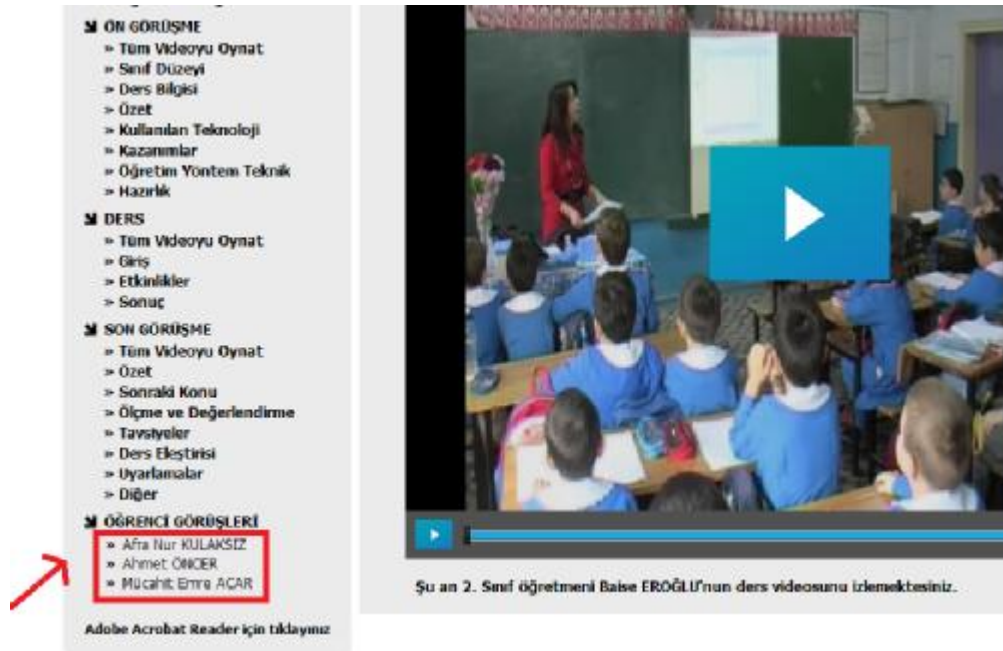 ÖN GÖRÜŞME
» Tüm Videoyu Oynat
» Sınıf Düzeyi
» Ders Bilgisi
» Özet
» Kullanılan Teknoloji
» Kazanımlar
» Öğretim Yöntem Teknik
» Hazırlık
DERS
» Tüm Videoyu Oynat
» Giriş
» Etkinlikler
» Sonuç
SON GÖRÜŞME
» Tüm Videoyu Oynat
» Özet
» Sonraki Konu
» Ölçme ve Değerlendirme
» Tavsiyeler
» Ders Eleştirisi
» Uyarlamalar
» Diğer
ÖĞRENCİ GÖRÜŞLERİ
» Afra Nur KULAKSIZ
» Ahmet ÖNCER
» Mücahit Emre ACAR
Adobe Acrobat Reader için tıklayınız
Şu an 2. Sınıf öğretmeni Baise EROĞLU'nun ders videosunu izlemektesiniz.